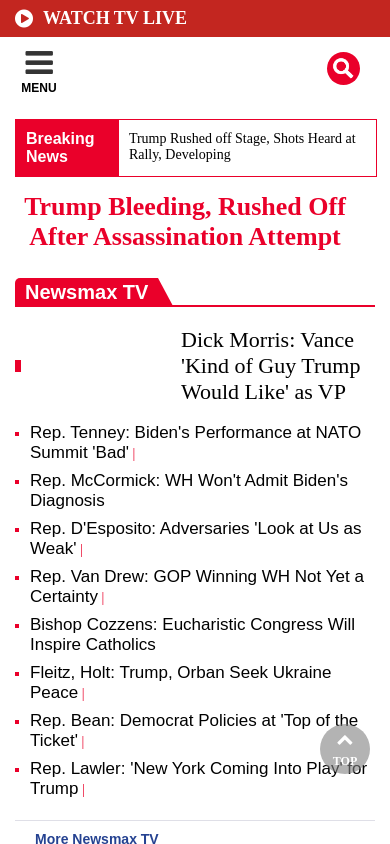 WATCH TV LIVE
MENU
Breaking
News
Trump Rushed off Stage, Shots Heard at
Rally, Developing
Trump Bleeding, Rushed Off
After Assassination Attempt
Newsmax TV
Dick Morris: Vance
'Kind of Guy Trump
Would Like' as VP
Rep. Tenney: Biden's Performance at NATO
Summit 'Bad' |
Rep. McCormick: WH Won't Admit Biden's
Diagnosis
Rep. D'Esposito: Adversaries 'Look at Us as
Weak' |
Rep. Van Drew: GOP Winning WH Not Yet a
Certainty |
Bishop Cozzens: Eucharistic Congress Will
Inspire Catholics
Fleitz, Holt: Trump, Orban Seek Ukraine
Peace |
Rep. Bean: Democrat Policies at 'Top of the
Ticket' |
Rep. Lawler: 'New York Coming Into Play' for
Trump |
TOP
More Newsmax TV